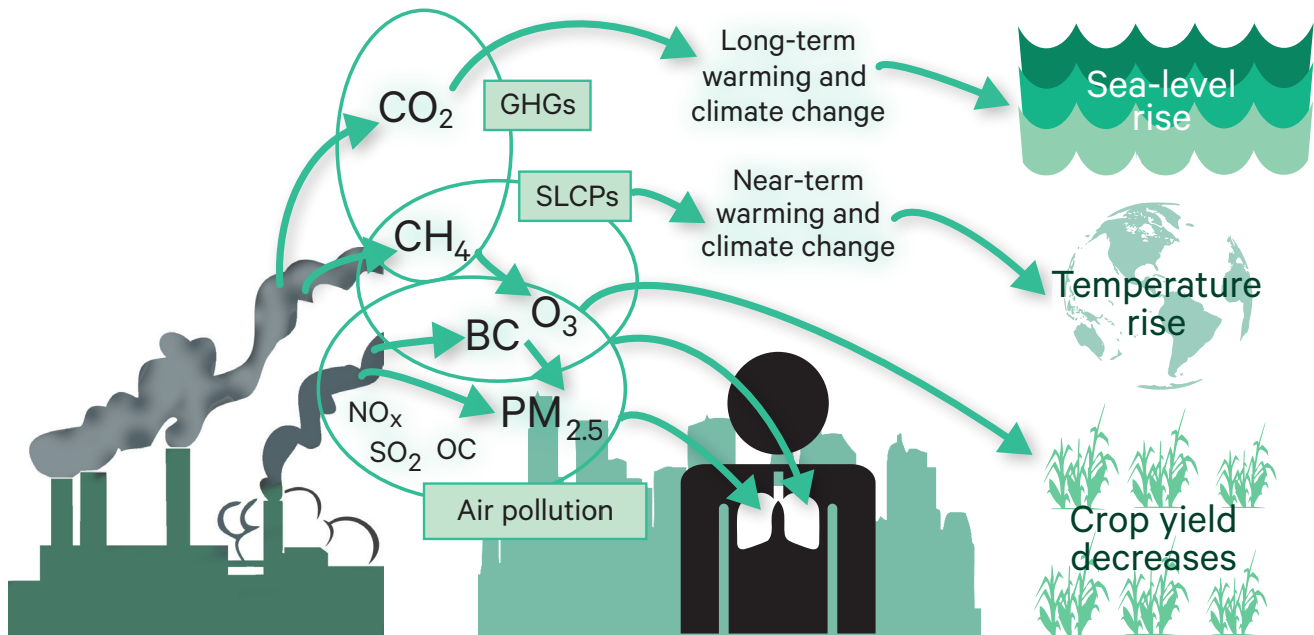 CO₂
GHGs
Long-term
warming and
climate change
Sea-level
rise
CH₄
SLCPs
Near-term
warming and
climate change
Temperature
rise
O₃
BC
NOₓ
PM₂.₅
SO₂ OC
Air pollution
Crop yield
decreases